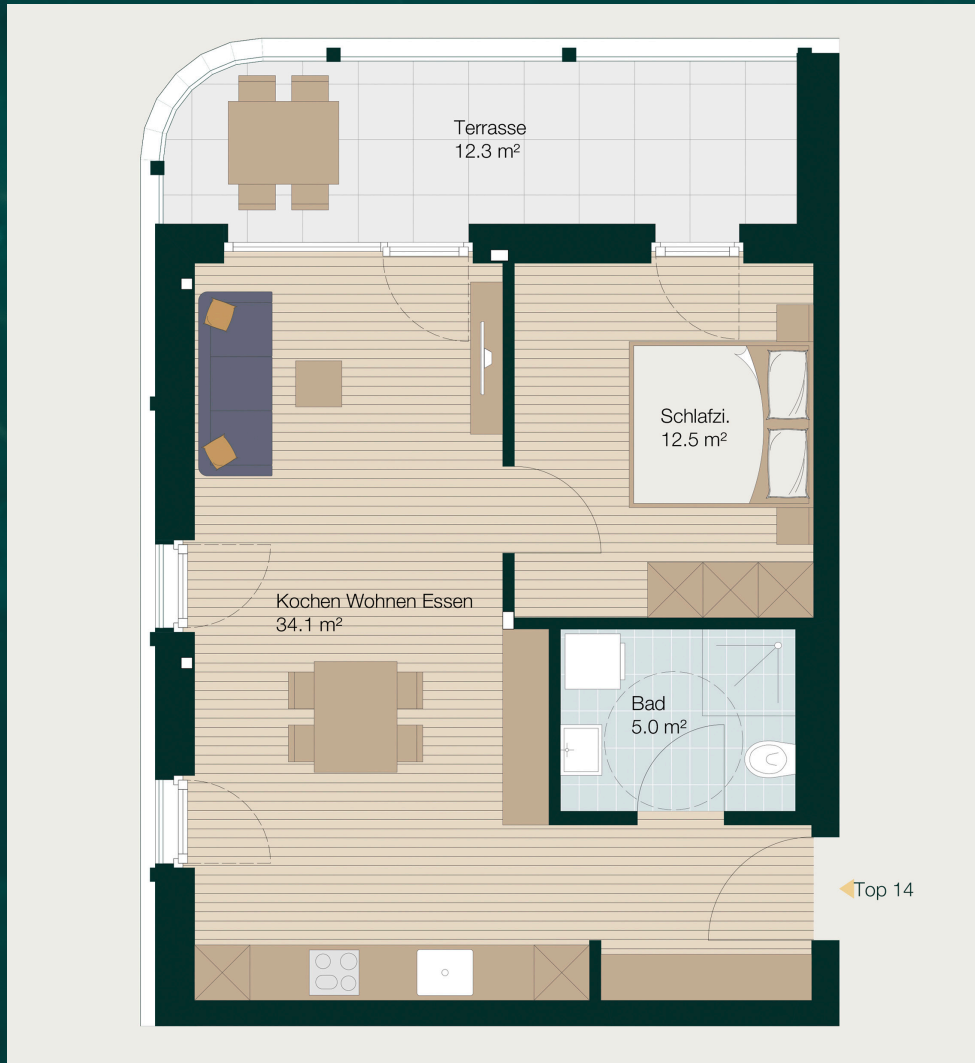 Terrasse
12.3 m²
Schlafzi.
12.5 m²
Kochen Wohnen Essen
34.1 m²
Bad
5.0 m²
Top 14